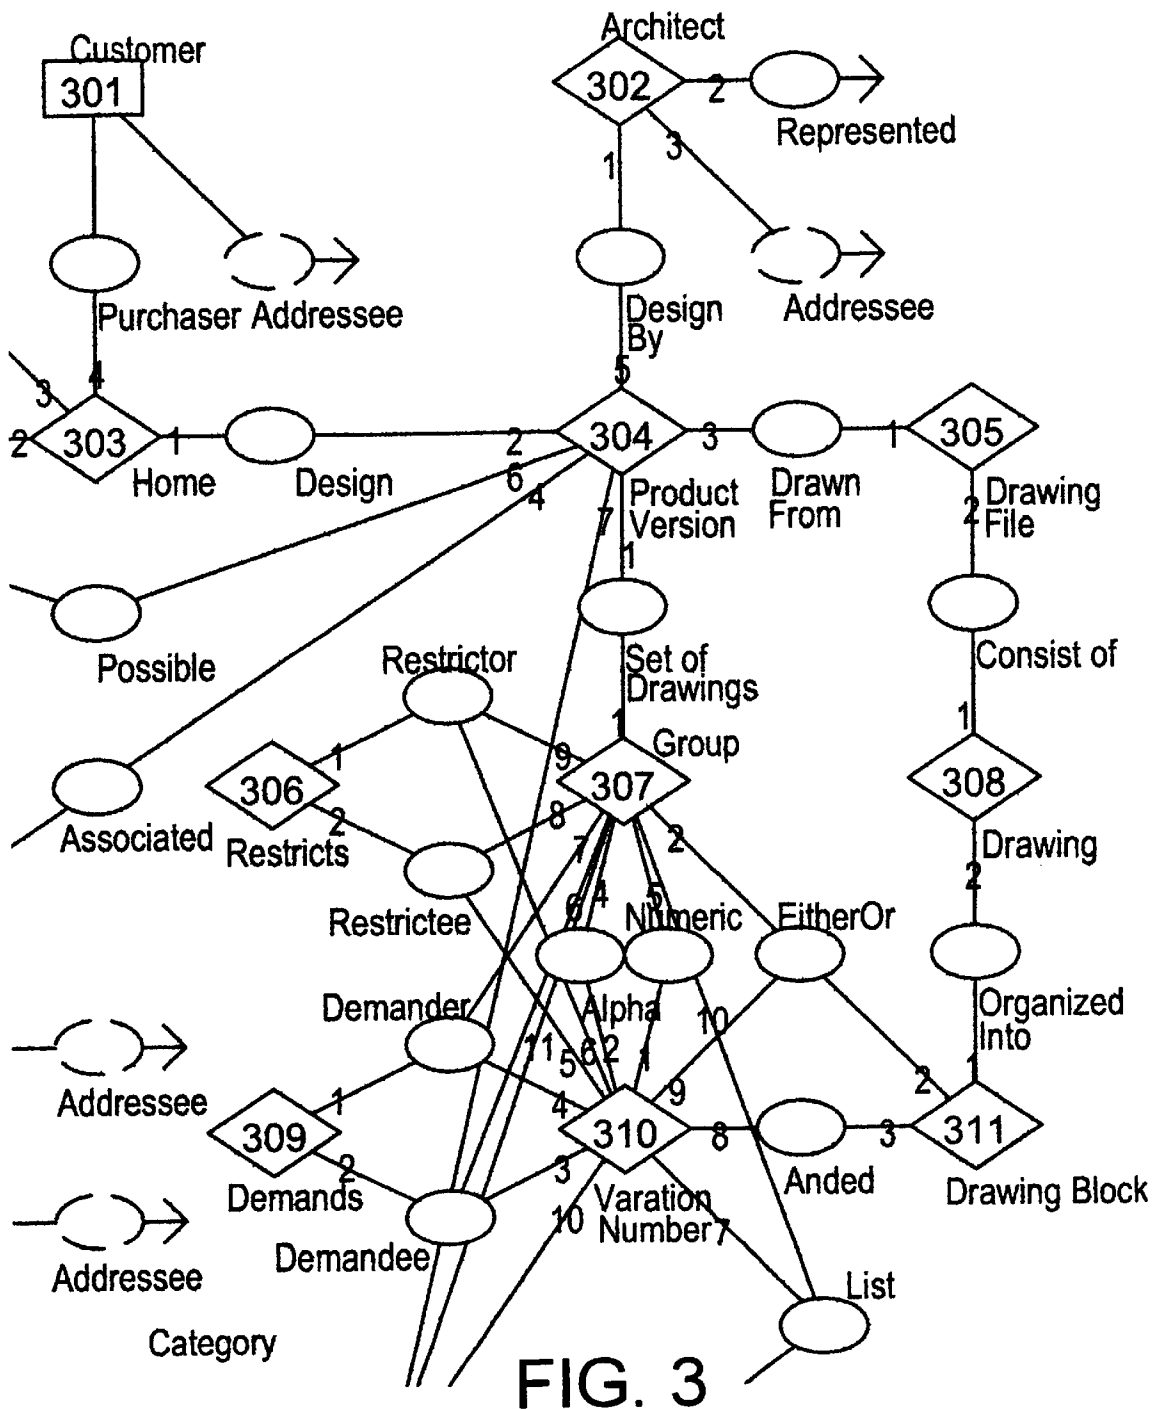 Customer
301
Architect
302
2
Represented
1
3
Purchaser Addressee
Design
By
Addressee
3
4
5
2
303
1
Home
Design
2
6
4
304
3
Product
Version
7
1
Drawn
From
1
305
Drawing
File
2
Possible
Restrictor
Set of
Drawings
Consist of
1
1
Group
1
306
2
Restricts
9
307
8
308
Associated
Restrictee
7
2
Drawing
2
6
4
5
Numeric
EitherOr
Demander
Alpha
10
Organized
Into
11
5
6
2
1
1
Addressee
1
309
2
Demands
4
310
3
9
8
2
3
311
Anded
Drawing Block
Varation
Number
7
10
Demandee
Addressee
List
Category
FIG. 3